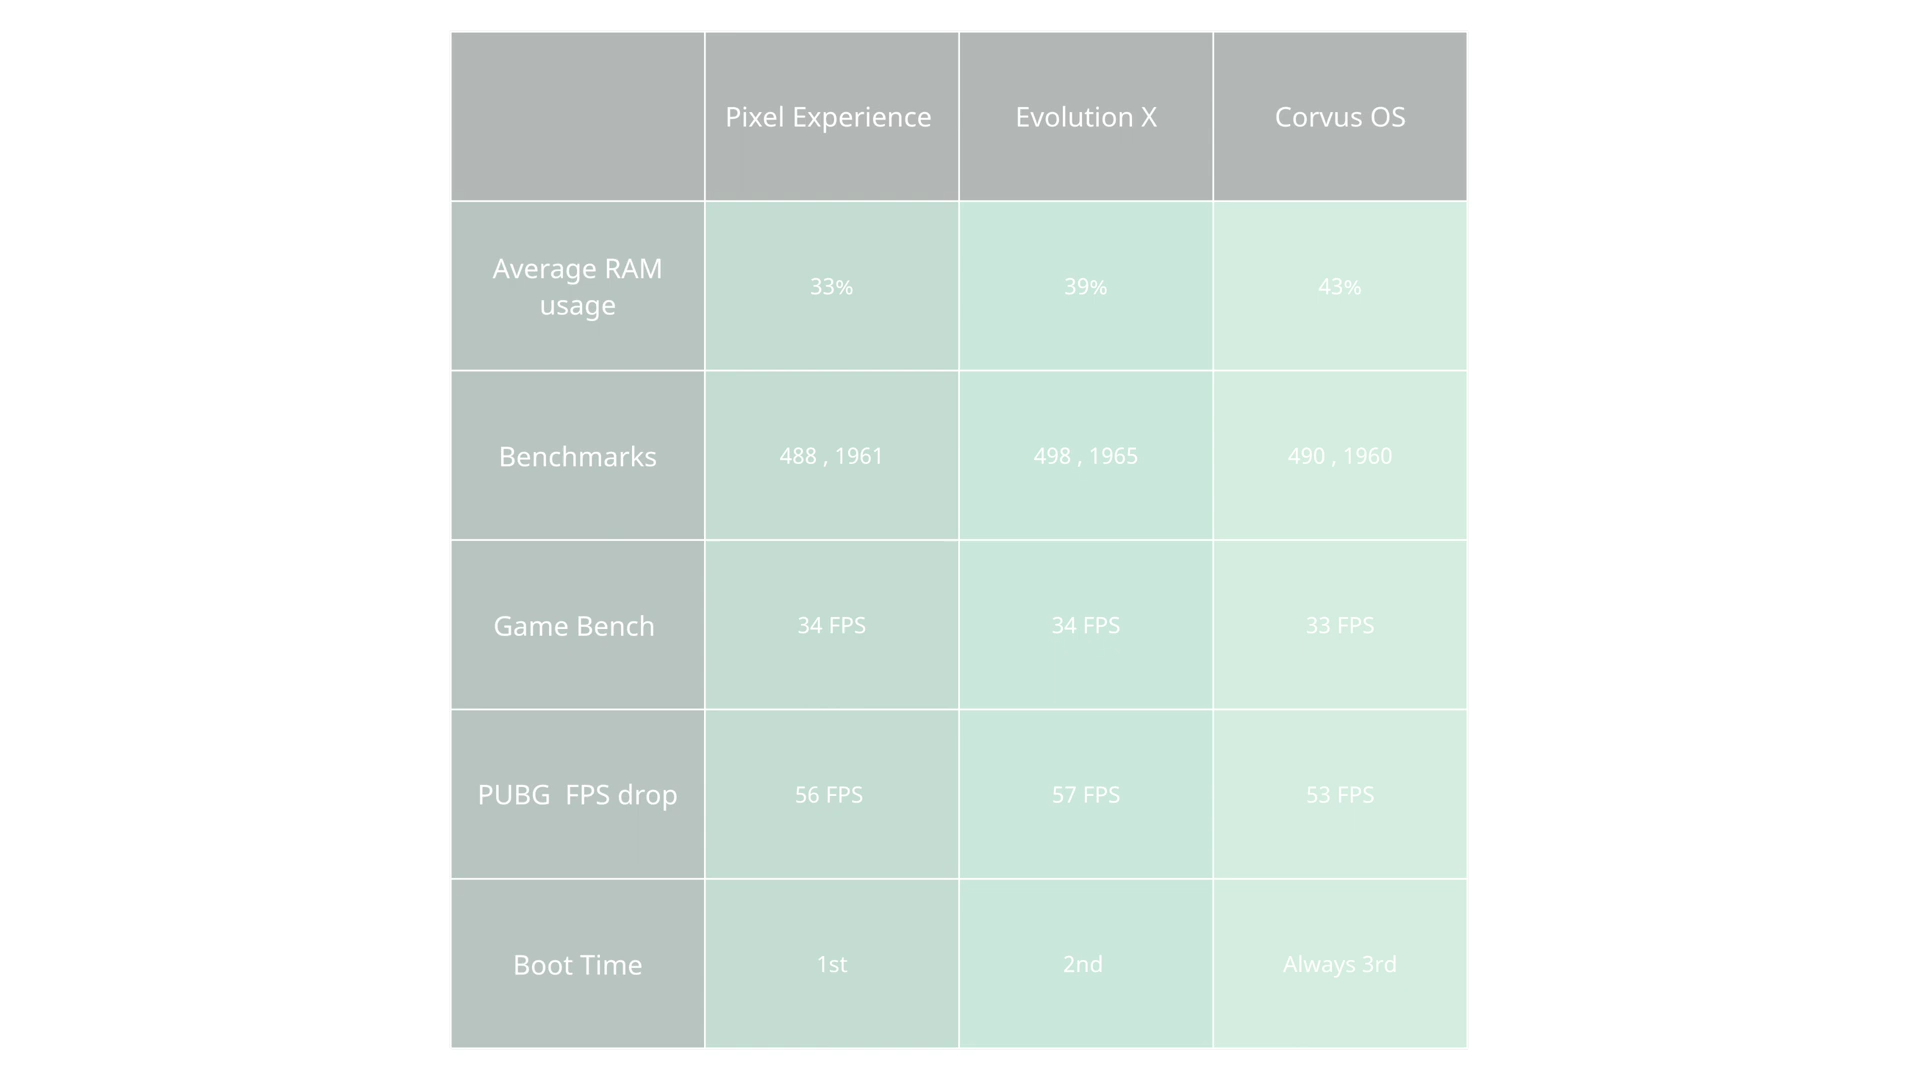 Pixel Experience
Evolution X
Corvus OS
Average RAM
usage
33%
39%
43%
Benchmarks
488 , 1961
498 , 1965
490 , 1960
Game Bench
34 FPS
34 FPS
33 FPS
PUBG  FPS drop
56 FPS
57 FPS
53 FPS
Boot Time
1st
2nd
Always 3rd